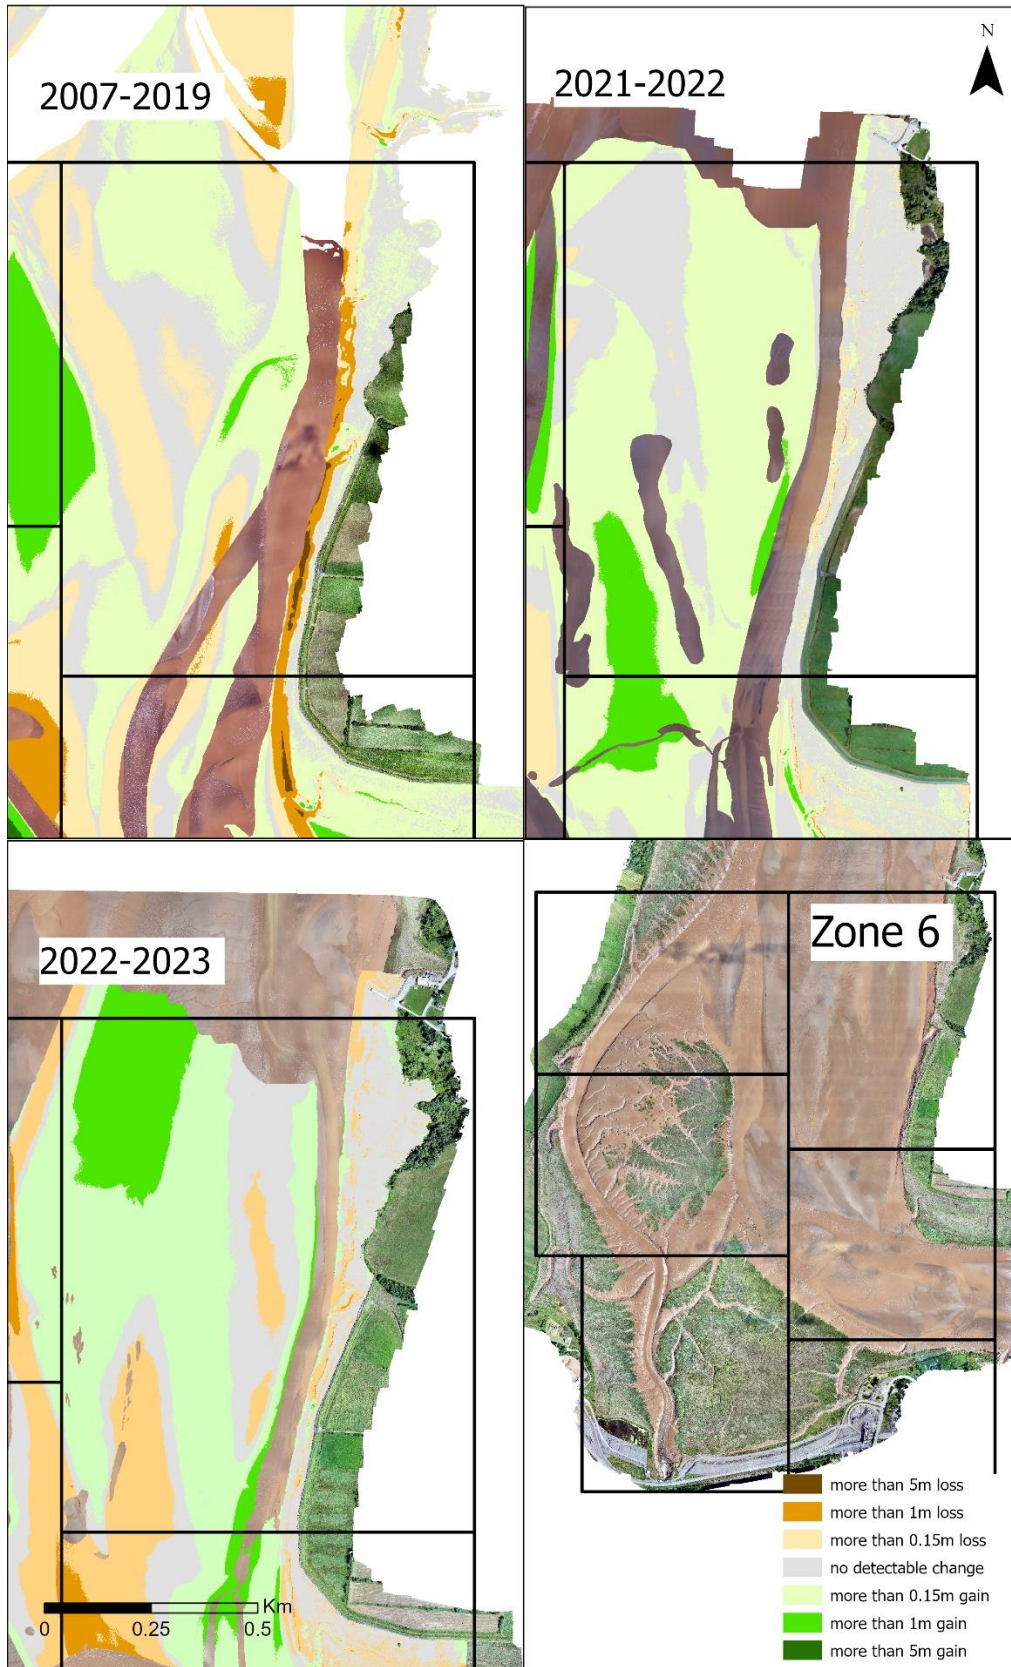 2007-2019
2021-2022
N
2022-2023
Zone 6
Km
0 0.25 0.5
more than 5m loss
more than 1m loss
more than 0.15m loss
no detectable change
more than 0.15m gain
more than 1m gain
more than 5m gain